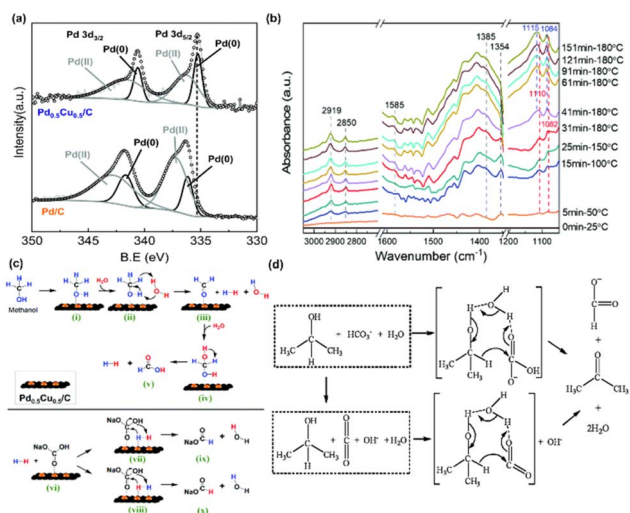 (a)
Pd 3d3/2 Pd 3d5/2
Pd(0)
Pd(II)
Pd(II)
Pd(0)
Pd0.5Cu0.5/C
Pd(II)
Pd(0)
Pd(II)
Pd(0)
Pd/C
Intensity(a.u.)
350 345 340 335 330
B.E (eV)
(b)
1385
1354
1115
1084
2919
2850
1585
1110
1082
151min-180°C
121min-180°C
91min-180°C
61min-180°C
41min-180°C
31min-180°C
25min-150°C
15min-100°C
5min-50°C
0min-25°C
Absorbance (a.u.)
3000 2900 2800 1600 1500 1400 1300 1200 1100
Wavenumber (cm-1)
(c)
H2O
Methanol
(i) (ii) (iii)
H2O
(v) (iv)
Pd0.5Cu0.5/C
(vi) (vii) (ix)
(viii) (x)
(d)
OH
H3C CH3
H
+ HCO3- + H2O
OH
H3C CH3
H
+ OH- + H2O
+ OH-
H3C CH3
+
2H2O